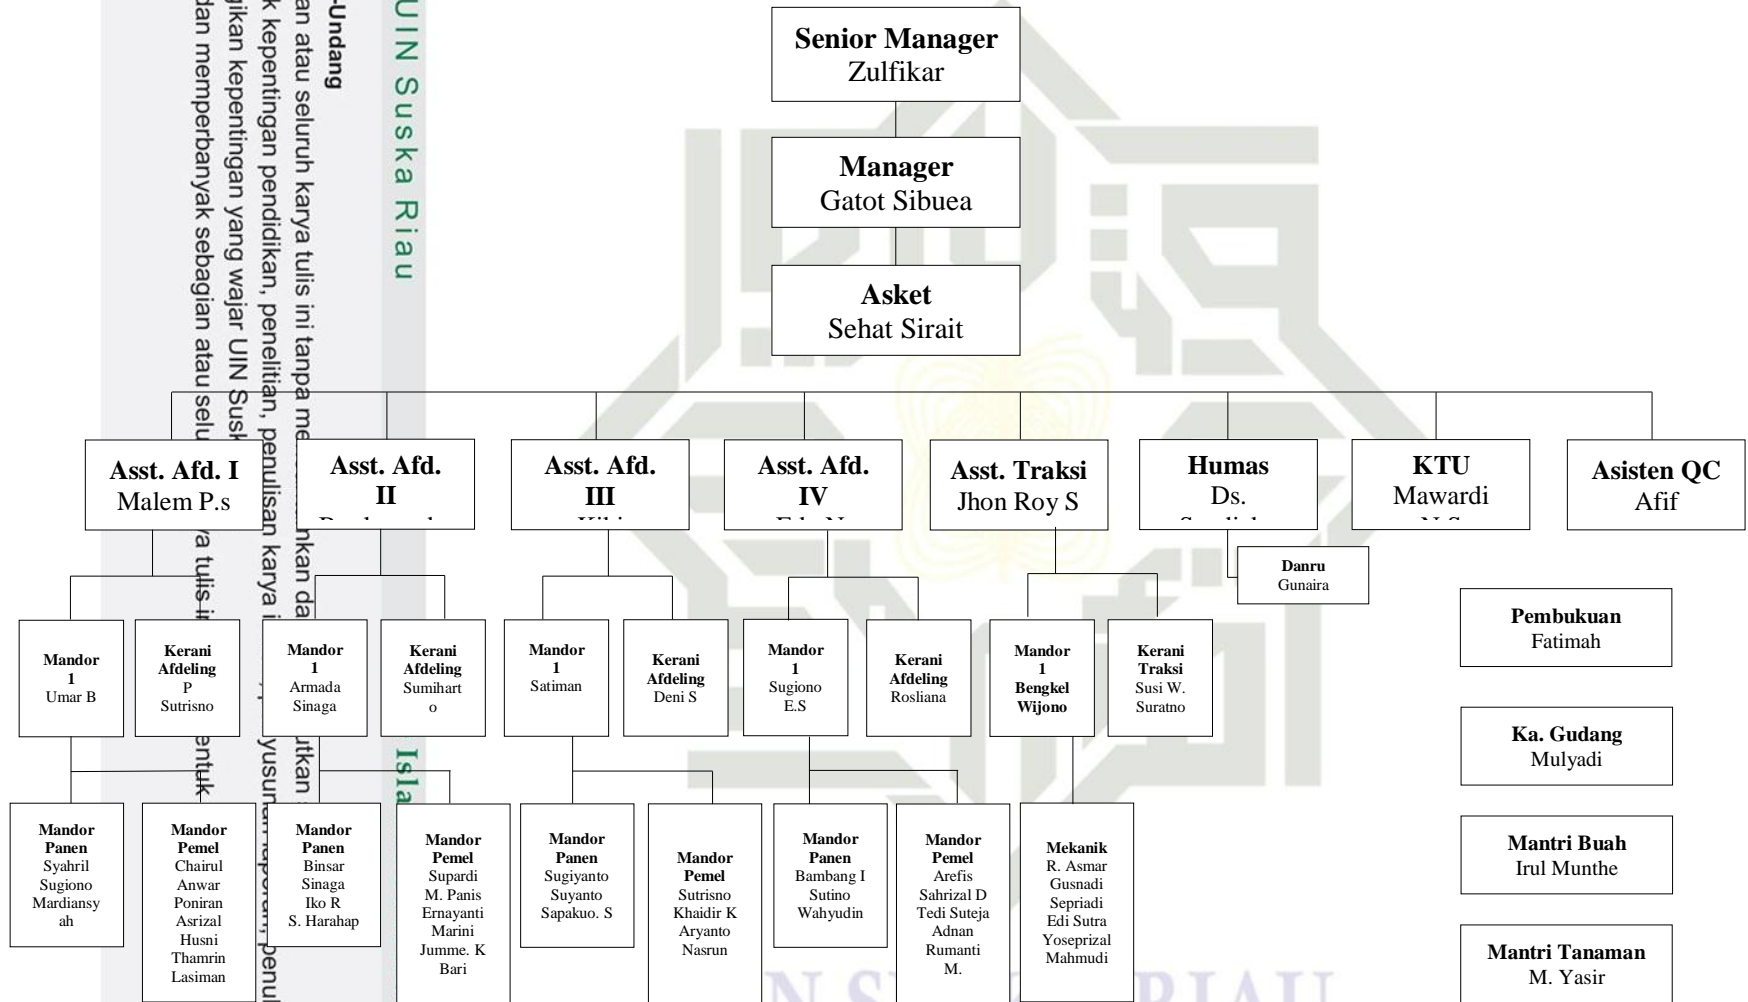 UIN Suska Riau
-Undang
an atau seluruh karya tulis ini tanpa
k kepentingan pendidikan, penelitian, penulisan karya
gikan kepentingan yang wajar UIN
dan memperbanyak sebagian atau
tulis
entuk
Isla
Senior Manager
Zulfikar
Manager
Gatot Sibuea
Asket
Sehat Sirait
Asst. Afd. I
Malem P.s
Asst. Afd.
II
Asst. Afd.
III
Asst. Afd.
IV
Asst. Traksi
Jhon Roy S
Humas
Ds.
KTU
Mawardi
Asisten QC
Afif
Danru
Gunaira
Mandor
1
Umar B
Kerani
Afdeling
P
Sutrisno
Mandor
1
Armada
Sinaga
Kerani
Afdeling
Sumihart
o
Mandor
1
Satiman
Kerani
Afdeling
Deni S
Mandor
1
Sugiono
E.S
Kerani
Afdeling
Rosliana
Mandor
1
Bengkel
Wijono
Kerani
Traksi
Susi W.
Suratno
Pembukuan
Fatimah
Ka. Gudang
Mulyadi
Mantri Buah
Irul Munthe
Mantri Tanaman
M. Yasir
Mandor
Panen
Syahril
Sugiono
Mardiansy
ah
Mandor
Pemel
Chairul
Anwar
Poniran
Asrizal
Husni
Thamrin
Lasiman
Mandor
Panen
Binsar
Sinaga
Iko R
S. Harahap
Mandor
Pemel
Supardi
M. Panis
Ernayanti
Marini
Jumme. K
Bari
Mandor
Panen
Sugiyanto
Suyanto
Sapakuo. S
Mandor
Pemel
Sutrisno
Khaidir K
Aryanto
Nasrun
Mandor
Panen
Bambang I
Sutino
Wahyudin
Mandor
Pemel
Arefis
Sahrizal D
Tedi Suteja
Adnan
Rumanti
M.
Mekanik
R. Asmar
Gusnadi
Sepriadi
Edi Sutra
Yoseprizal
Mahmudi